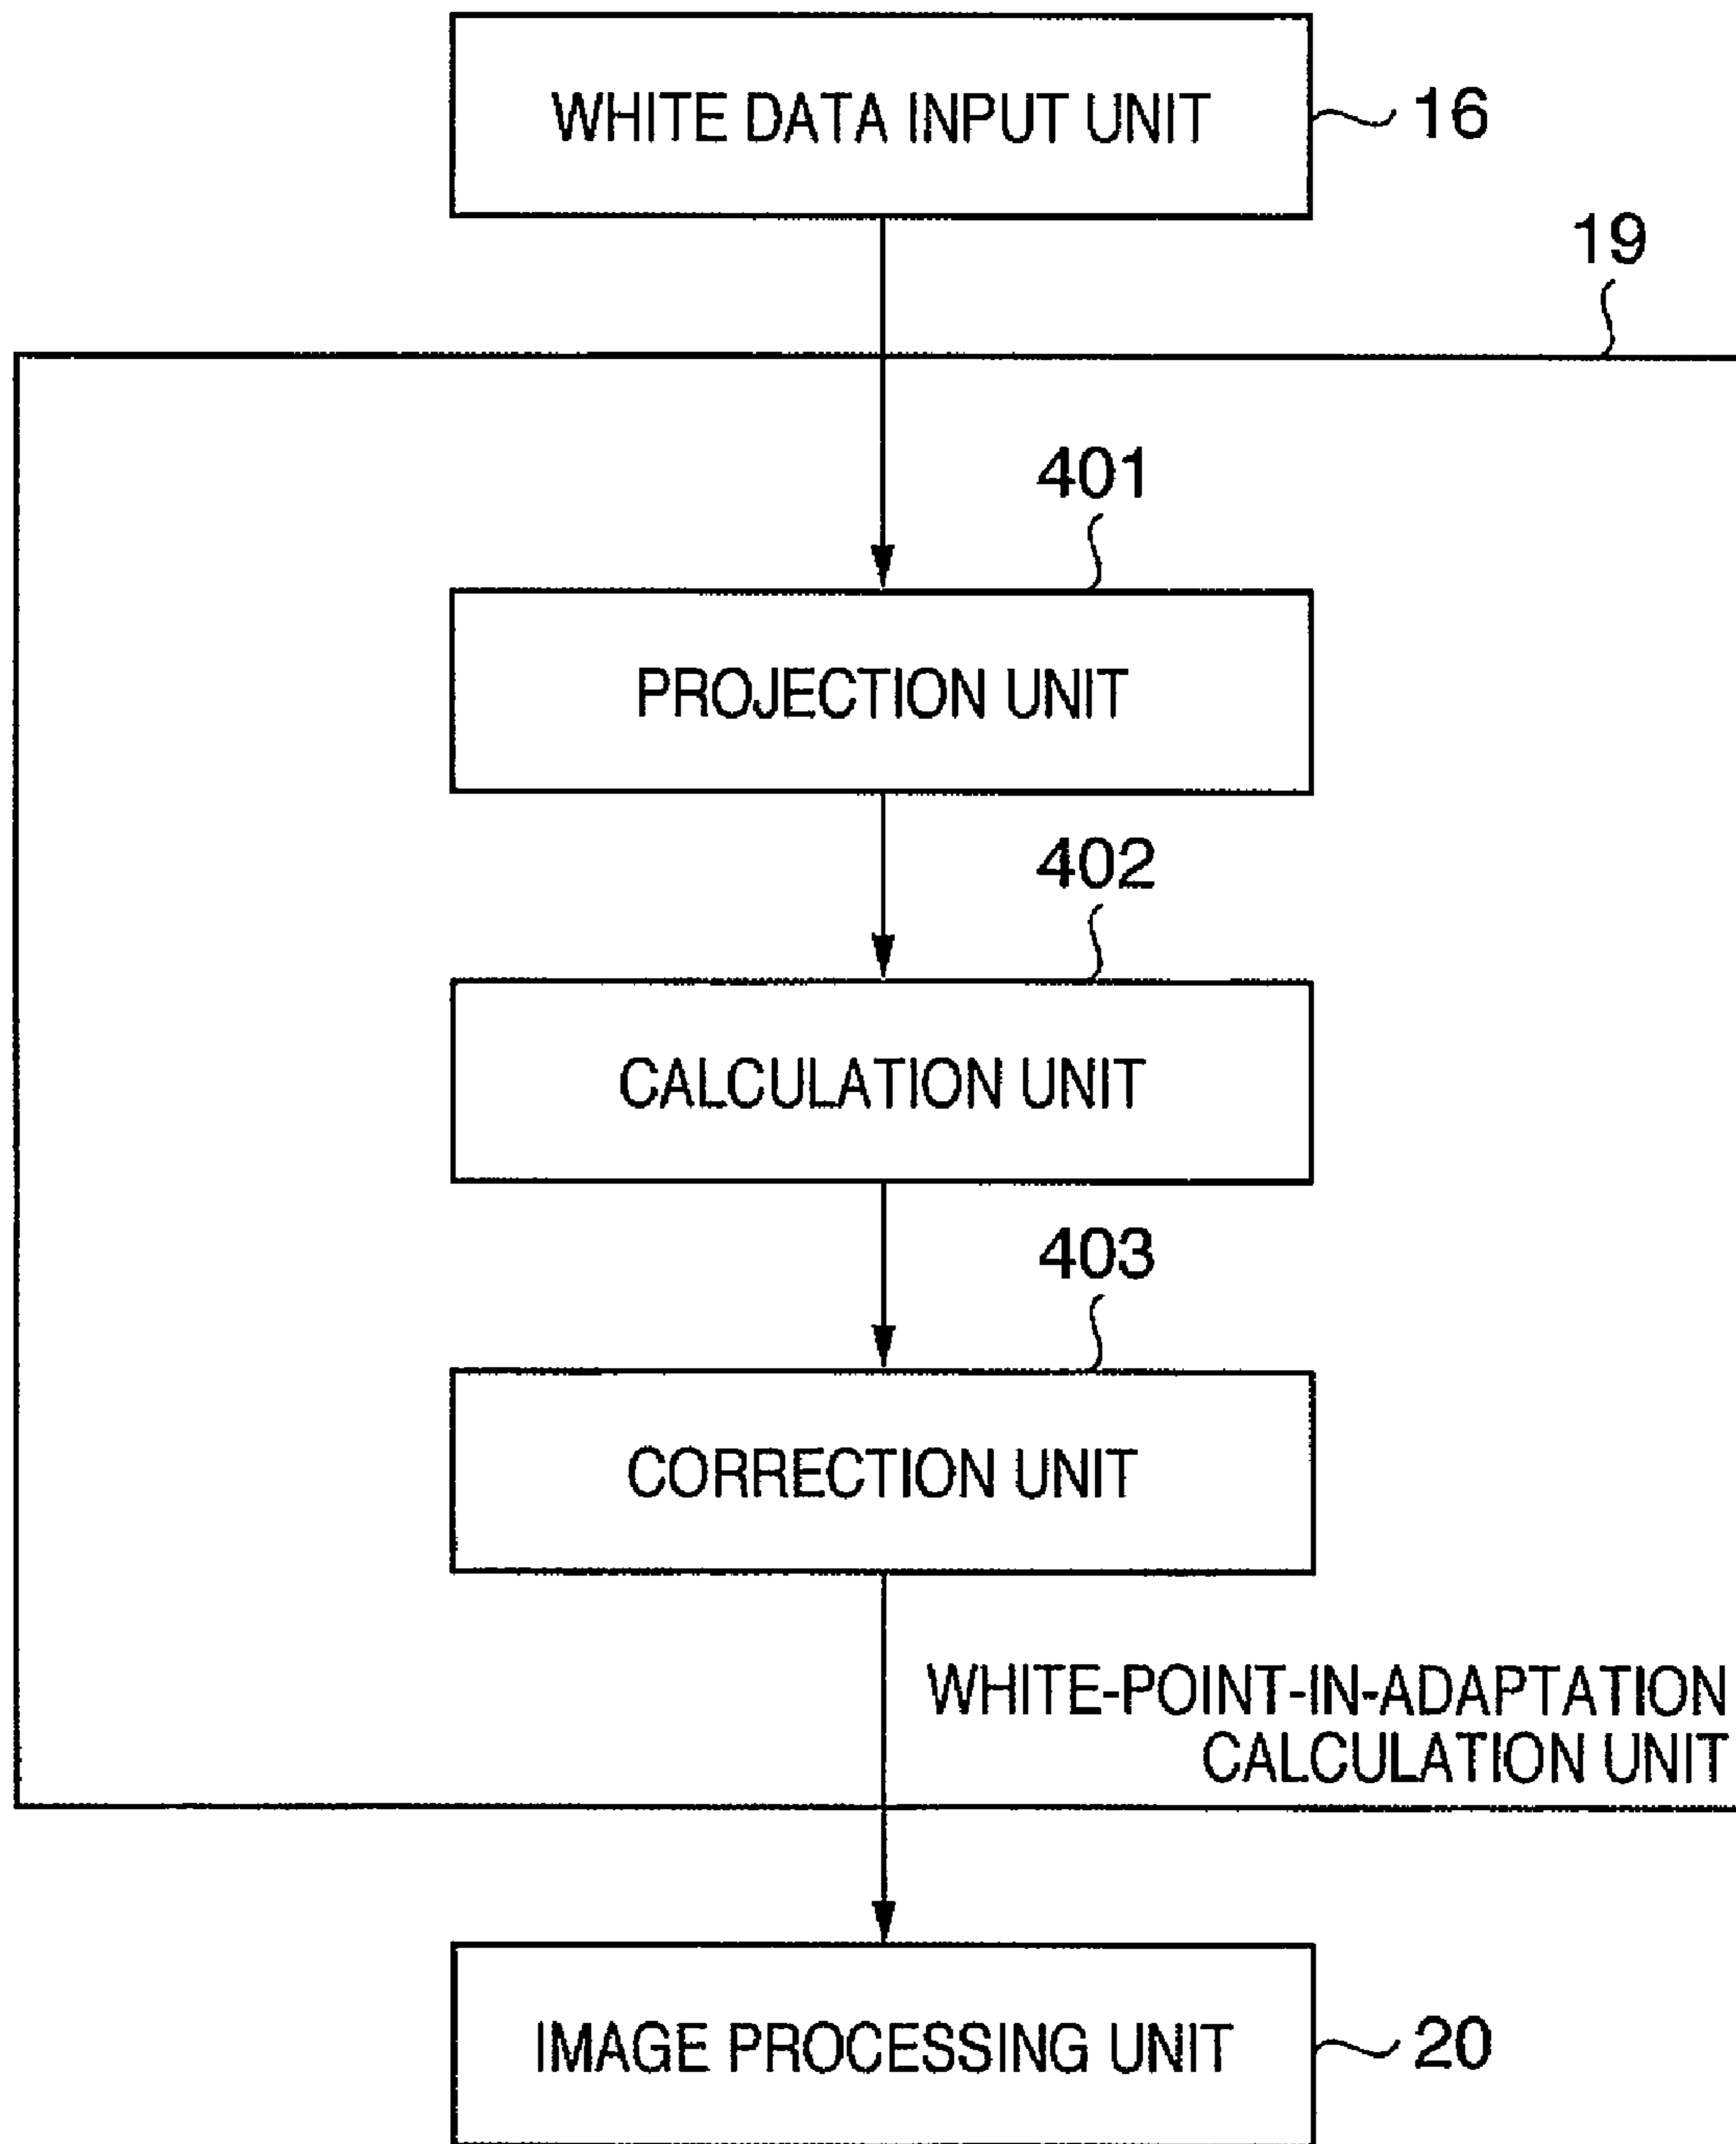 WHITE DATA INPUT UNIT
16
19
401
PROJECTION UNIT
402
CALCULATION UNIT
403
CORRECTION UNIT
WHITE-POINT-IN-ADAPTATION
CALCULATION UNIT
IMAGE PROCESSING UNIT
20